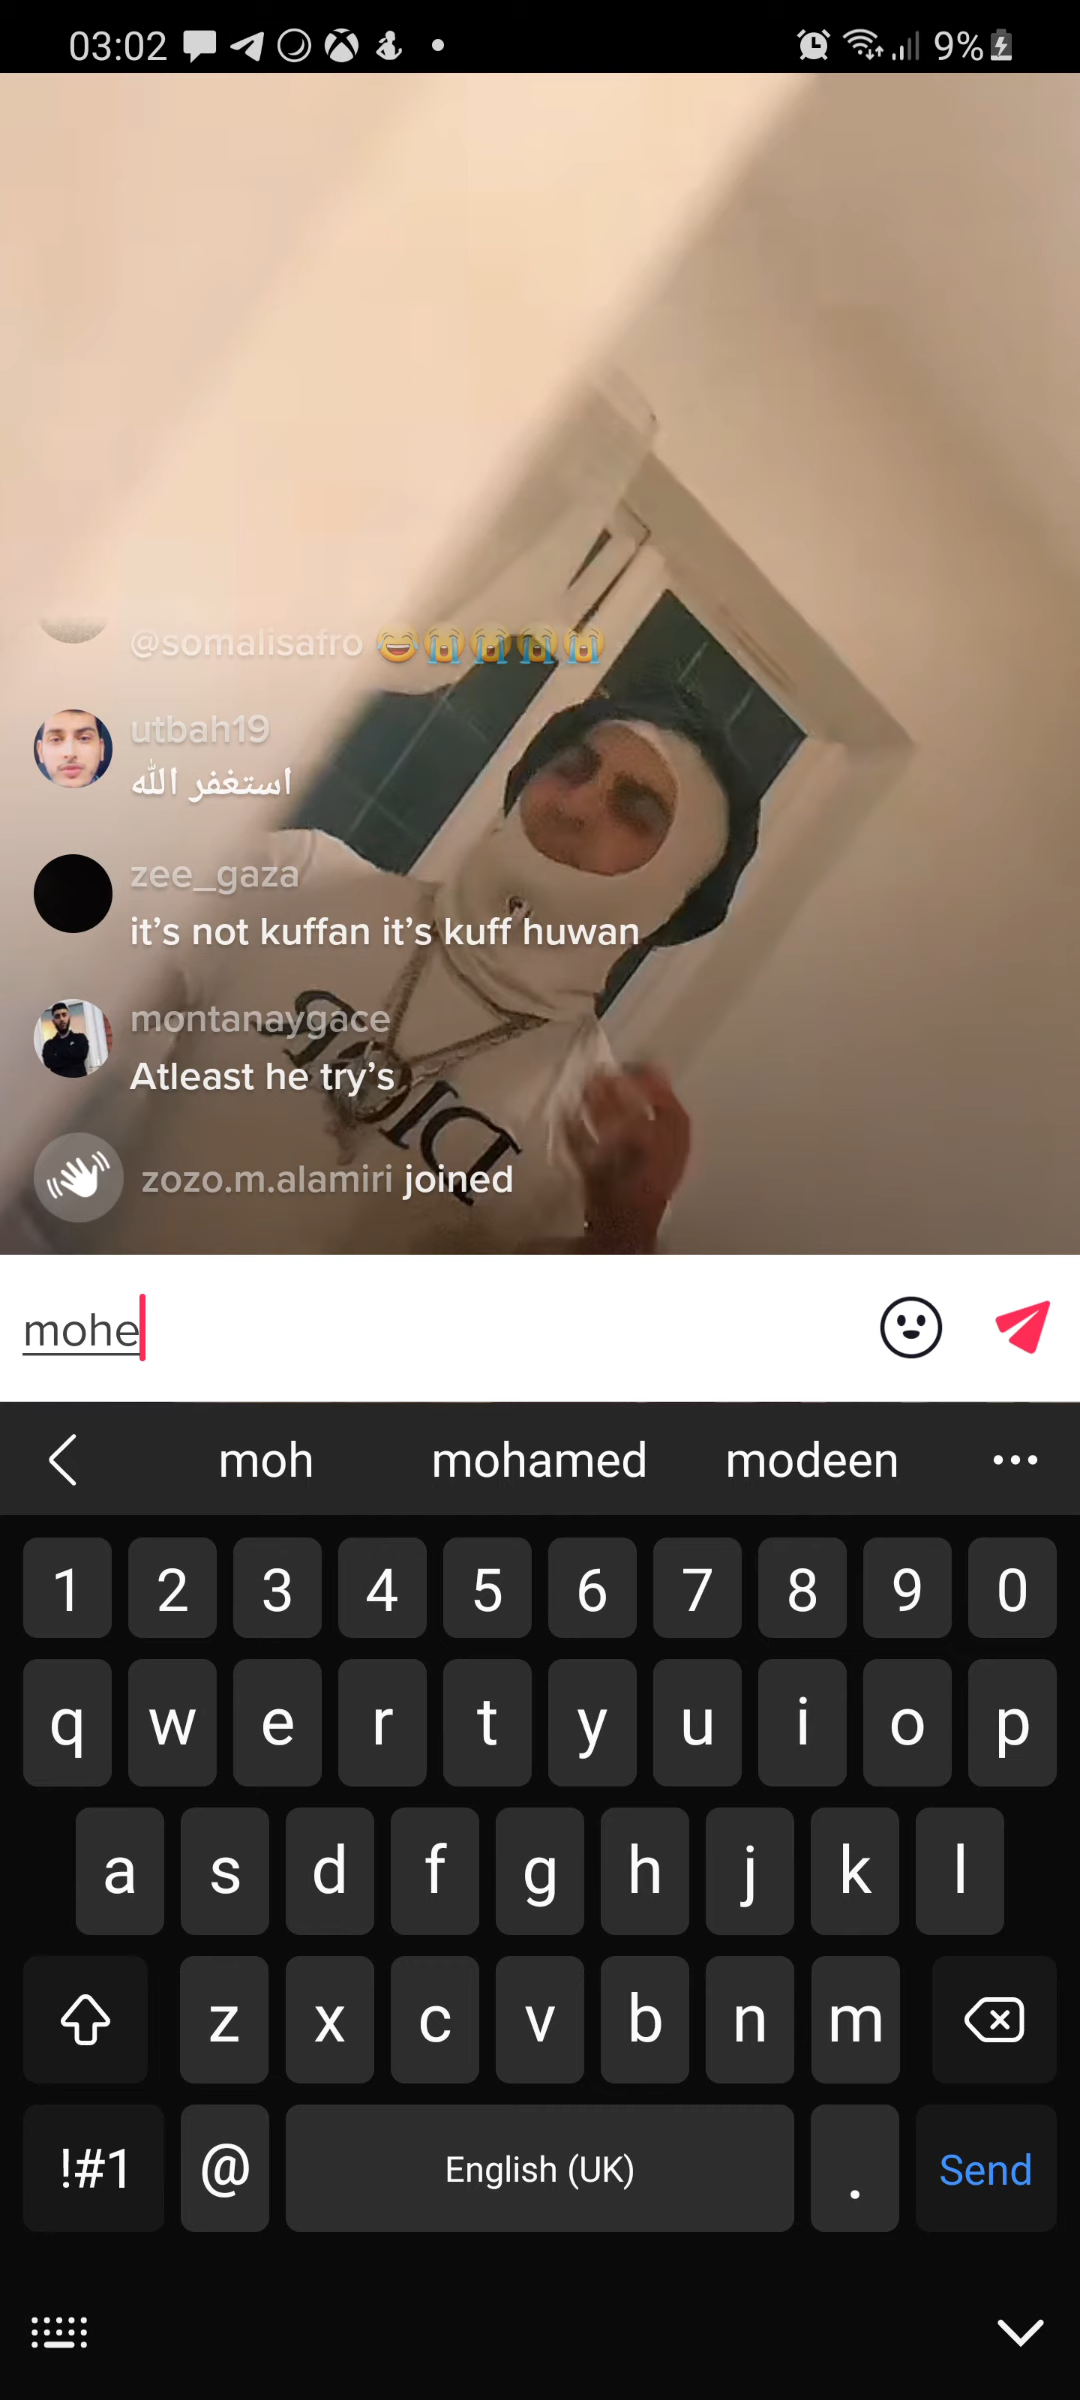 03:02
9%
@somalisafro 😂😭😭😭😭
utbah19
استغفر الله
zee_gaza
it's not kuffan it's kuff huwan
montanaygace
Atleast he try's
zozo.m.alamiri joined
DIOR
mohe
moh mohamed modeen
1 2 3 4 5 6 7 8 9 0
q w e r t y u i o p
a s d f g h j k l
z x c v b n m
!#1 @ English (UK) . Send